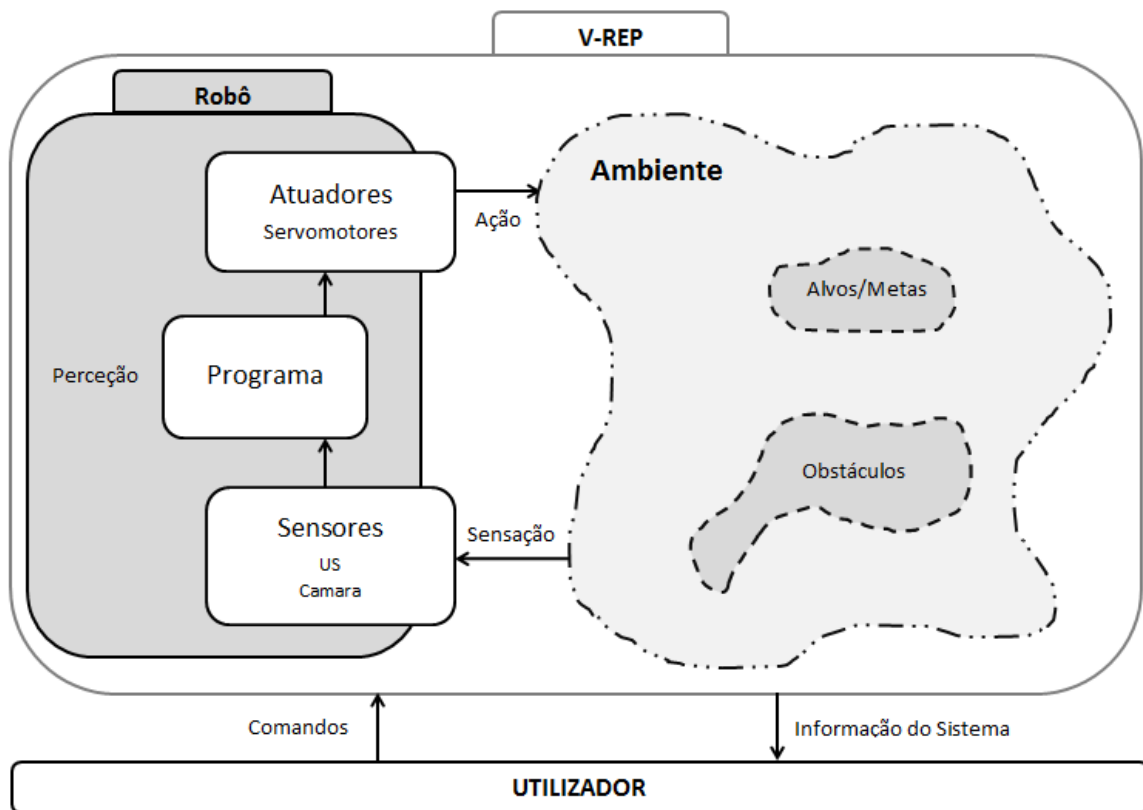 V-REP
Robô
Atuadores
Servomotores
Ação
Ambiente
Alvos/Metas
Perceção
Programa
Obstáculos
Sensores
US
Camara
Sensação
Comandos
Informação do Sistema
UTILIZADOR